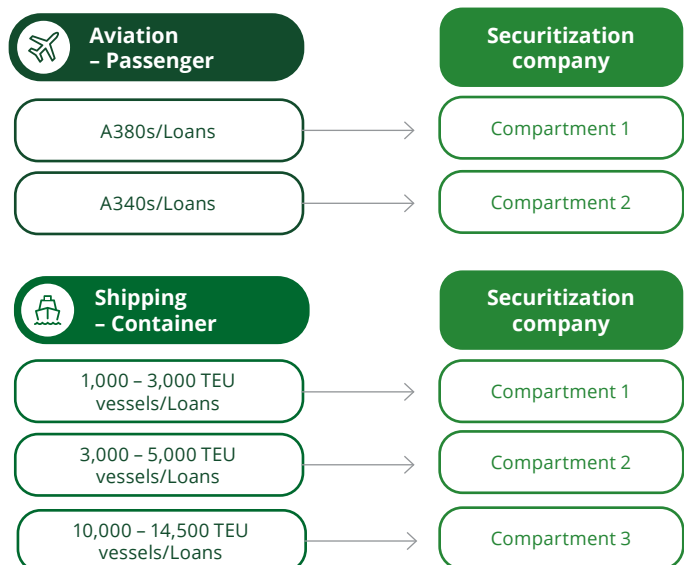 Aviation
– Passenger
Securitization
company
A380s/Loans
Compartment 1
A340s/Loans
Compartment 2
Shipping
– Container
Securitization
company
1,000 – 3,000 TEU
vessels/Loans
Compartment 1
3,000 – 5,000 TEU
vessels/Loans
Compartment 2
10,000 – 14,500 TEU
vessels/Loans
Compartment 3